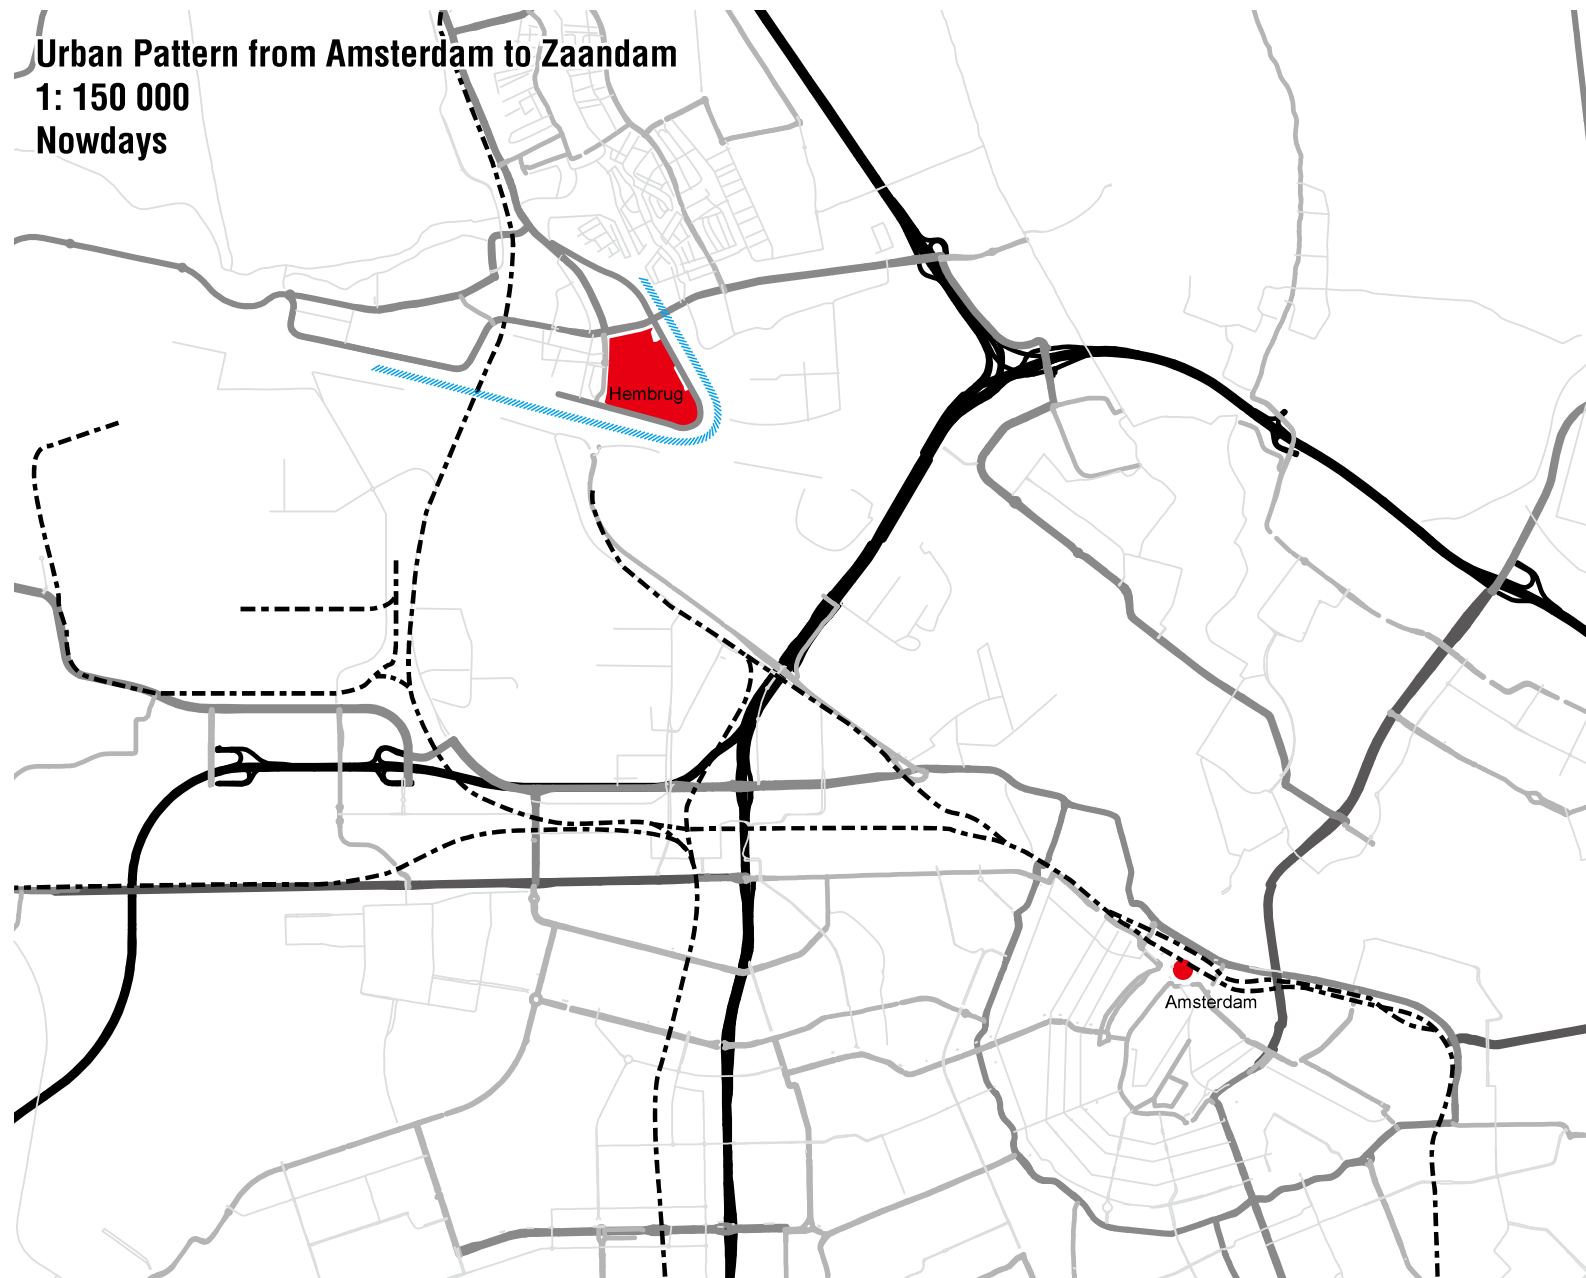 Urban Pattern from Amsterdam to Zaandam
1: 150 000
Nowdays
Hembrug
Amsterdam